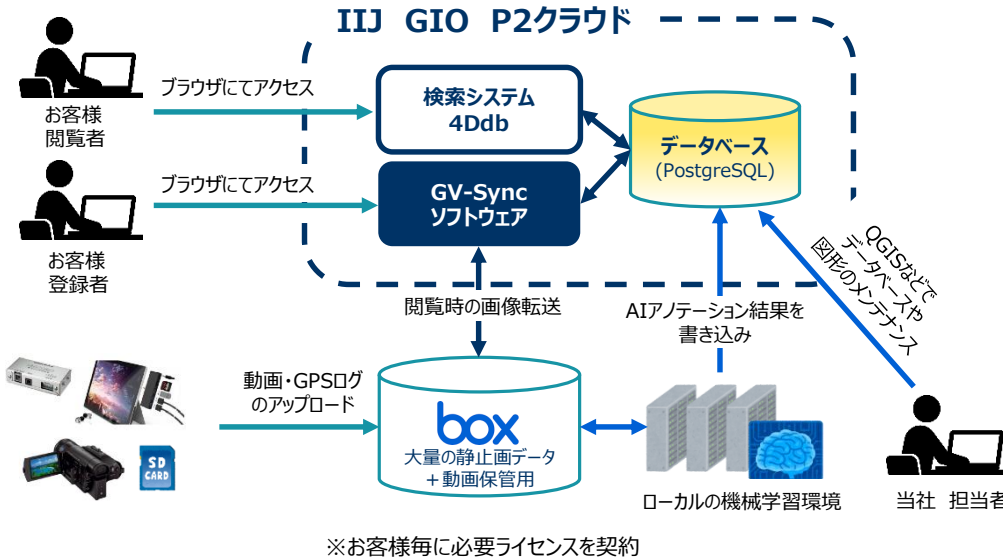 IIJ GIO P2クラウド
ブラウザにてアクセス
お客様
閲覧者
検索システム
4Ddb
データベース
(PostgreSQL)
ブラウザにてアクセス
GV-Sync
ソフトウェア
お客様
登録者
QGISなどで
データベースや
図形のメンテナンス
閲覧時の画像転送
AIアノテーション結果を
書き込み
動画・GPSログ
のアップロード
SD
CARD
box
大量の静止画データ
+動画保管用
ローカルの機械学習環境
当社 担当者
※お客様毎に必要ライセンスを契約